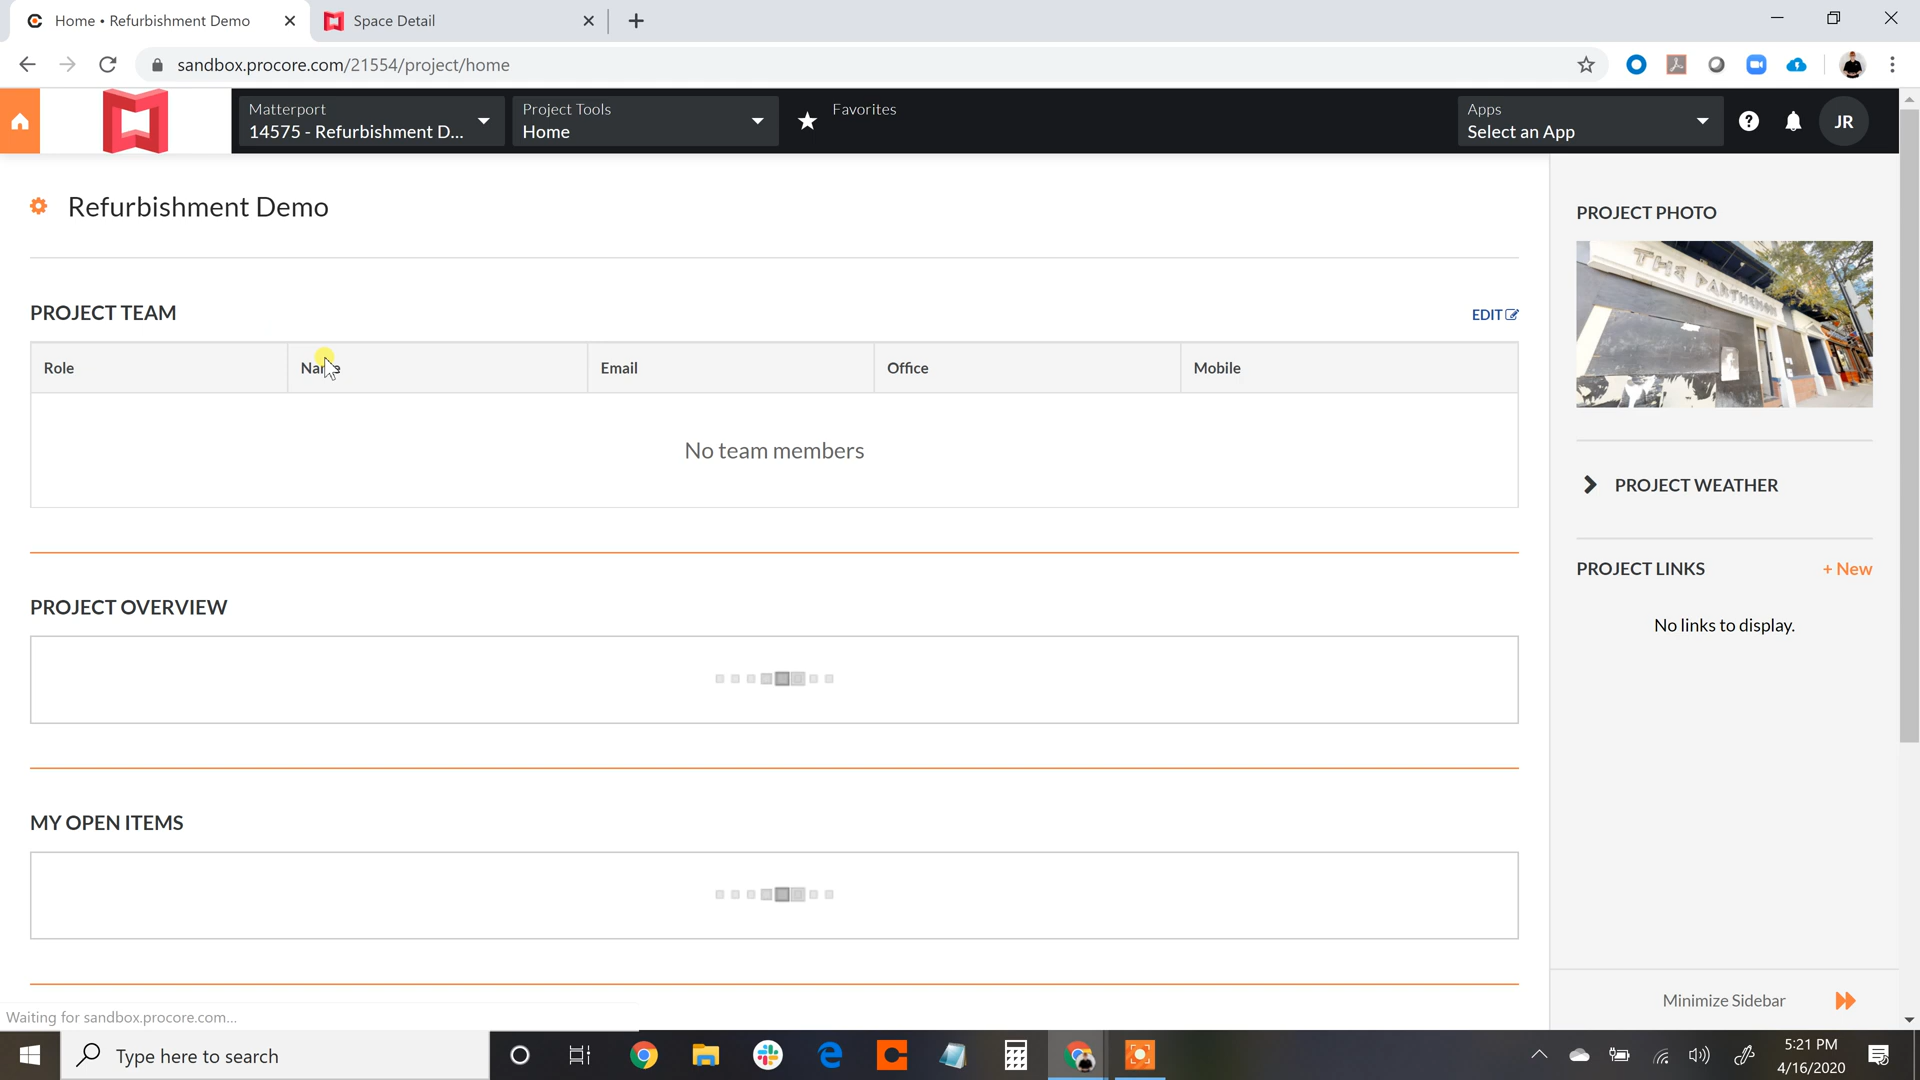 Home • Refurbishment Demo
Space Detail
sandbox.procore.com/21554/project/home
Matterport
14575 - Refurbishment D...
Project Tools
Home
Favorites
Apps
Select an App
JR
Refurbishment Demo
PROJECT TEAM
EDIT
Role
Name
Email
Office
Mobile
No team members
PROJECT OVERVIEW
MY OPEN ITEMS
PROJECT PHOTO
THE PARTHENON
PROJECT WEATHER
PROJECT LINKS
+ New
No links to display.
Minimize Sidebar
Waiting for sandbox.procore.com...
Type here to search
5:21 PM
4/16/2020